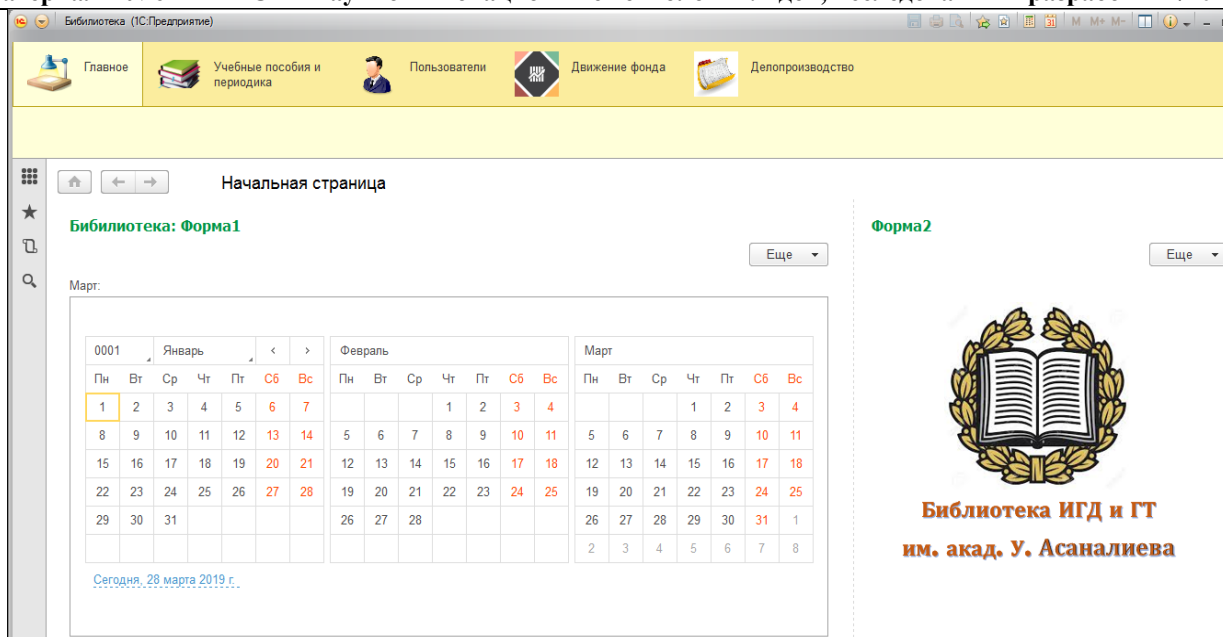 Бибилиотека (1С:Предприятие) M M+ M-
Главное Учебные пособия и периодика Пользователи Движение фонда Делопроизводство
Начальная страница
Бибилиотека: Форма1
Форма2
Еще
Еще
Март:
0001 Январь < > Февраль Март
Пн Вт Ср Чт Пт Сб Вс Пн Вт Ср Чт Пт Сб Вс Пн Вт Ср Чт Пт Сб Вс
1 2 3 4 5 6 7 1 2 3 4 1 2 3 4
8 9 10 11 12 13 14 5 6 7 8 9 10 11 5 6 7 8 9 10 11
15 16 17 18 19 20 21 12 13 14 15 16 17 18 12 13 14 15 16 17 18
22 23 24 25 26 27 28 19 20 21 22 23 24 25 19 20 21 22 23 24 25
29 30 31 26 27 28 26 27 28 29 30 31 1
2 3 4 5 6 7 8
Сегодня, 28 марта 2019 г.
Библиотека ИГД и ГТ
им. акад. У. Асаналиева